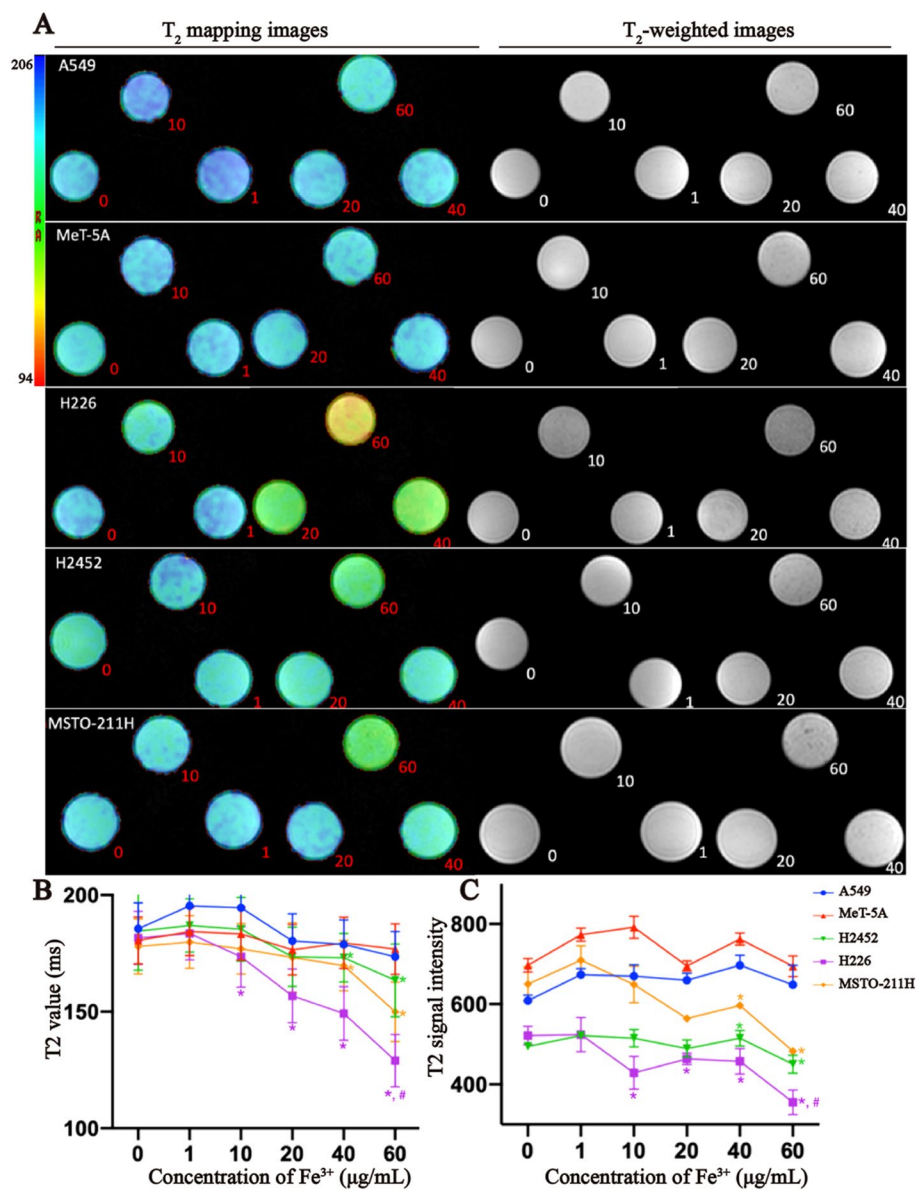 A
T₂ mapping images
T₂-weighted images
206
R
A
94
A549
10
60
0
1
20
40
10
60
0
1
20
40
MeT-5A
10
60
0
1
20
40
10
60
0
1
20
40
H226
10
60
0
1
20
40
10
60
0
1
20
40
H2452
10
60
0
1
20
40
10
60
0
1
20
40
MSTO-211H
10
60
0
1
20
40
10
60
0
1
20
40
B
T2 value (ms)
200
150
100
* * * * * * *, #
0 1 10 20 40 60
Concentration of Fe³⁺ (μg/mL)
C
T2 signal intensity
800
600
400
* * * * * * * *, #
0 1 10 20 40 60
Concentration of Fe³⁺ (μg/mL)
A549
MeT-5A
H2452
H226
MSTO-211H